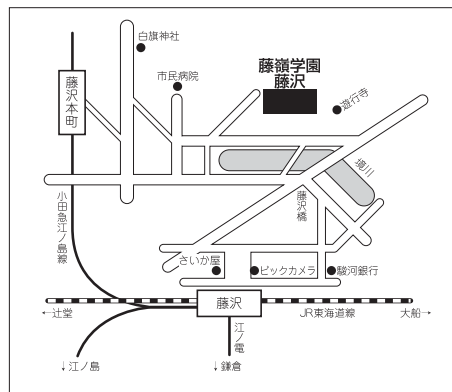 白旗神社
藤嶺学園
藤沢
市民病院
遊行寺
藤沢本町
境川
藤沢橋
小田急江ノ島線
さいか屋
ビックカメラ
駿河銀行
藤沢
←辻堂
JR東海道線
大船→
江ノ電
↓江ノ島
↓鎌倉